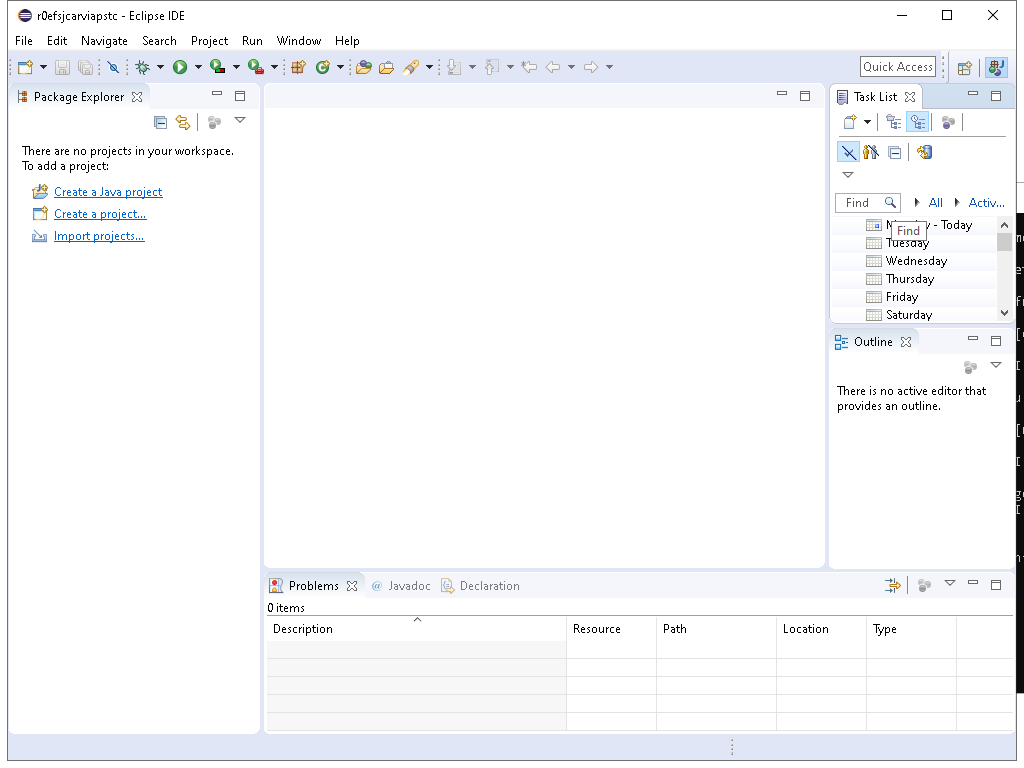 r0efsjcarviapstc - Eclipse IDE
File Edit Navigate Search Project Run Window Help
Quick Access
Package Explorer
There are no projects in your workspace.
To add a project:
Create a Java project
Create a project...
Import projects...
Task List
Find All Activ...
- Today
Find
Tuesday
Wednesday
Thursday
Friday
Saturday
Outline
There is no active editor that
provides an outline.
Problems @ Javadoc Declaration
0 items
Description Resource Path Location Type